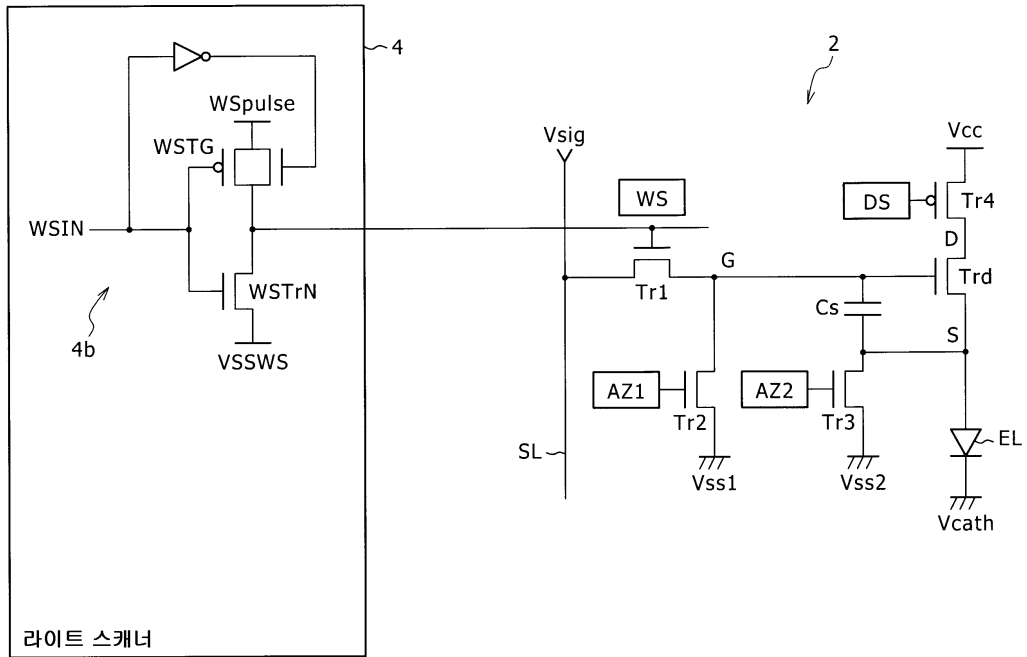 4
2
WSpulse
WSTG
Vsig
Vcc
WS
DS
Tr4
WSIN
D
G
Trd
Tr1
WSTrN
Cs
S
4b
VSSWS
AZ1
AZ2
Tr2
Tr3
EL
SL
Vss1
Vss2
Vcath
라이트 스캐너